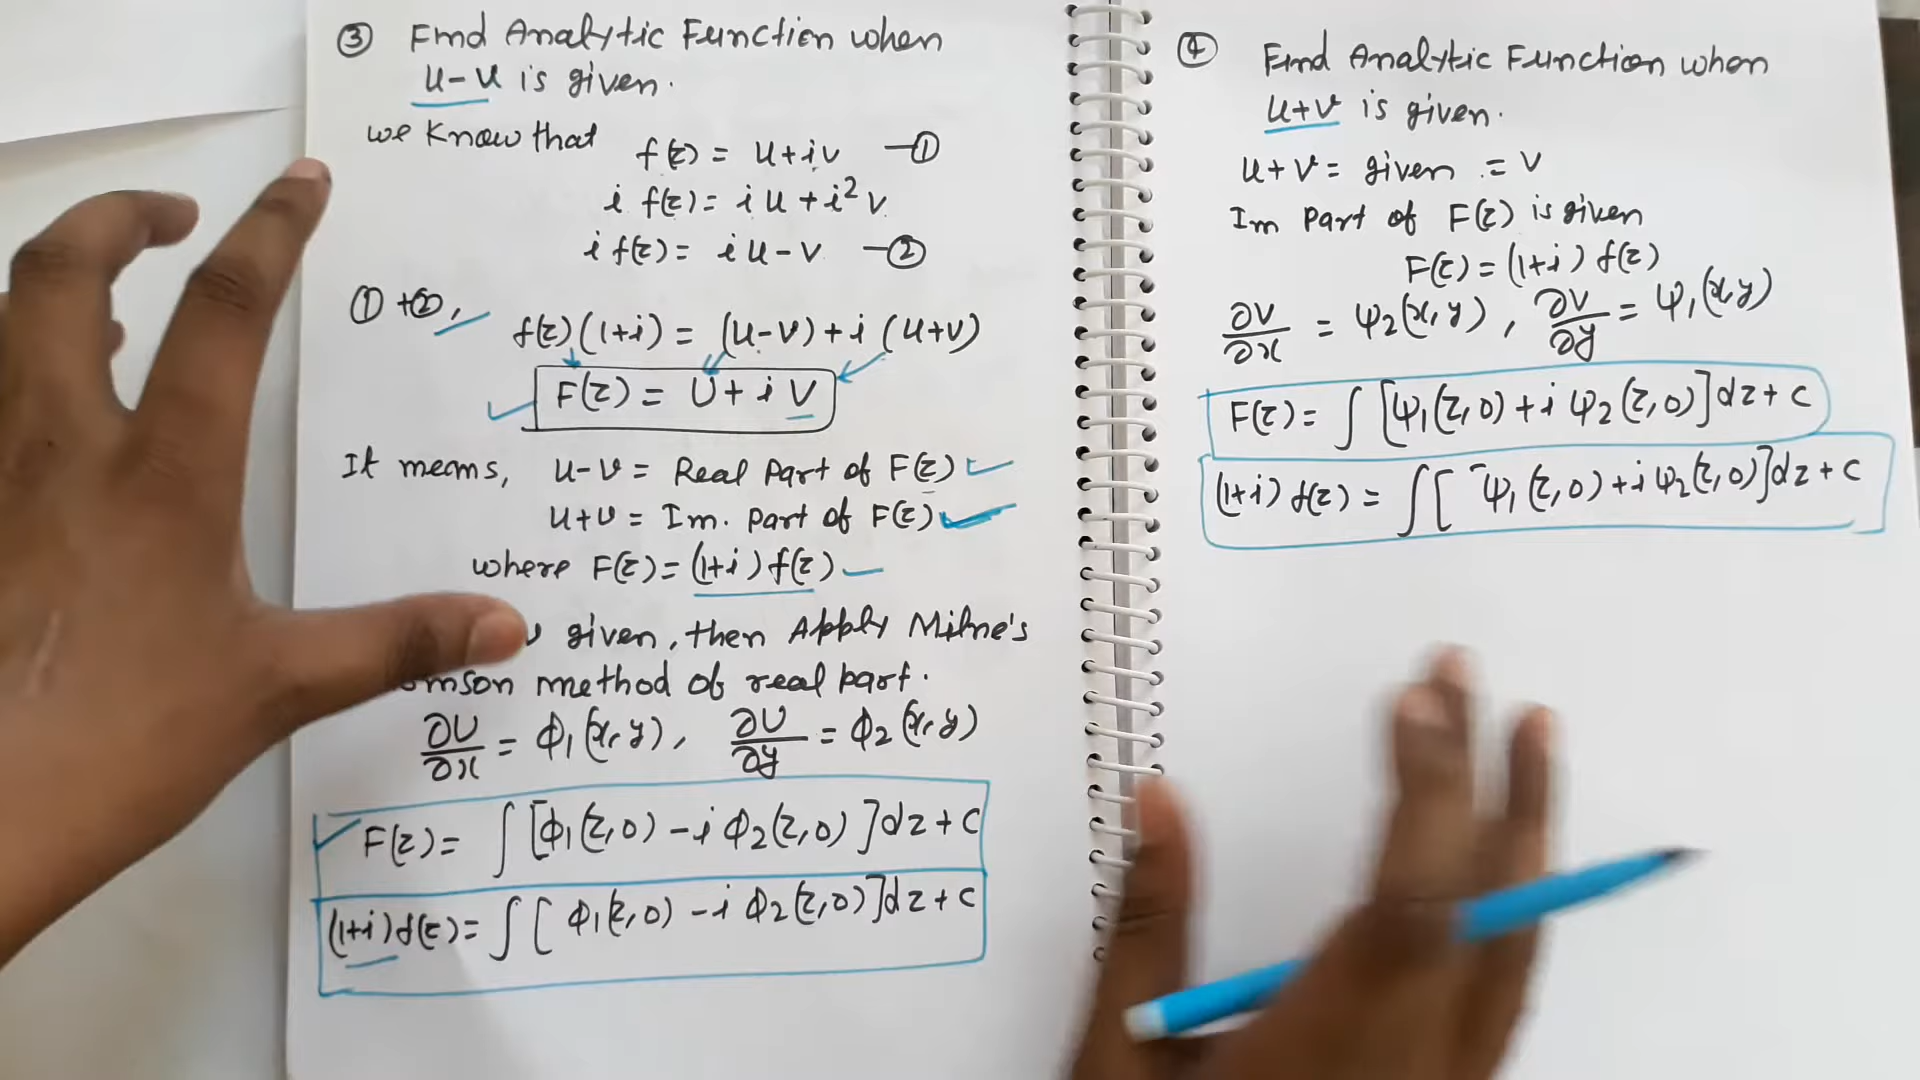 ③ Find Analytic Function when
u-v is given.
we know that
f(z) = u+iv —①
i f(z) = i u + i² v
i f(z) = i u - v —②
① + ②,
f(z)(1+i) = (u-v) + i (u+v)
F(z) = U + i V
It means, u-v = Real Part of F(z)
u+v = Im. part of F(z)
where F(z) = (1+i) f(z)
given, then Apply Milne's
method of real part.
∂U/∂x = φ₁(x,y), ∂U/∂y = φ₂(x,y)
F(z) = ∫ [φ₁(z,0) - i φ₂(z,0)] dz + c
(1+i) f(z) = ∫ [φ₁(z,0) - i φ₂(z,0)] dz + c
④ Find Analytic Function when
u+v is given.
u+v = given = V
Im part of F(z) is given
F(z) = (1+i) f(z)
∂V/∂x = ψ₂(x,y), ∂V/∂y = ψ₁(x,y)
F(z) = ∫ [ψ₁(z,0) + i ψ₂(z,0)] dz + c
(1+i) f(z) = ∫ [ψ₁(z,0) + i ψ₂(z,0)] dz + c